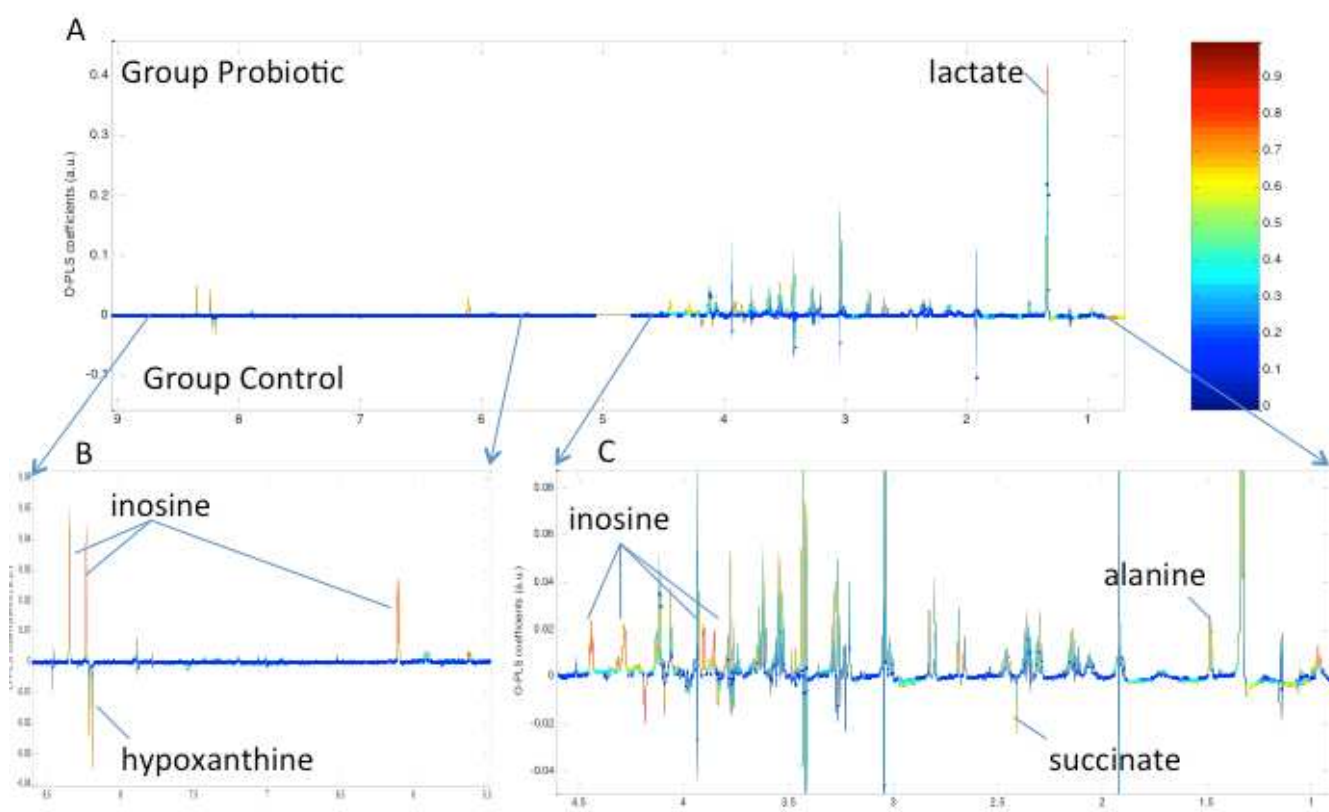 A
Group Probiotic
lactate
O-PLS coefficients (a.u.)
0.4
0.3
0.2
0.1
0
Group Control
9 8 7 6 5 4 3 2 1
0.9
0.8
0.7
0.6
0.5
0.4
0.3
0.2
0.1
0
B
inosine
hypoxanthine
C
O-PLS coefficients (a.u.)
0.08
0.06
0.04
0.02
0
-0.02
-0.04
inosine
alanine
succinate
4.5 4 3.5 3 2.5 2 1.5 1